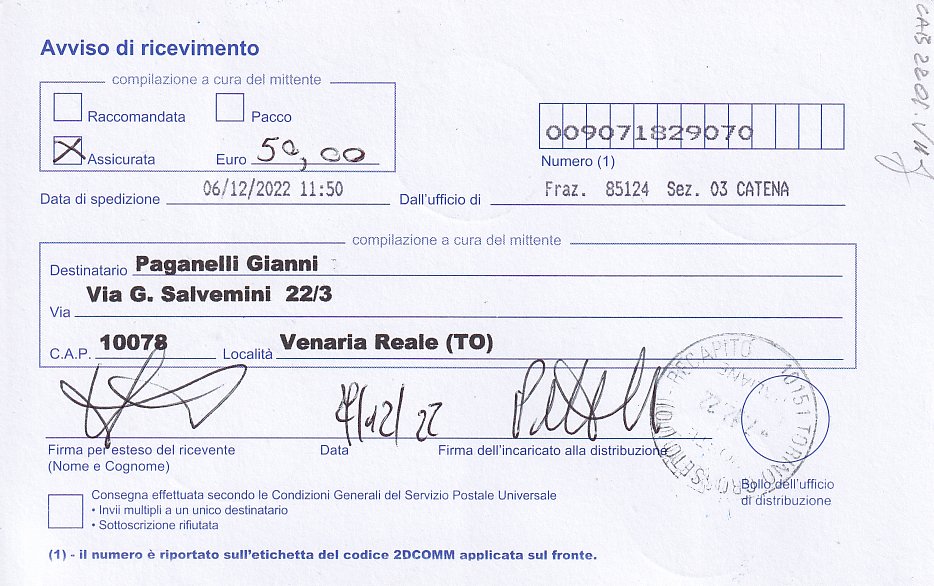 Avviso di ricevimento
compilazione a cura del mittente
Raccomandata Pacco
Assicurata Euro 50,00
009071829070
Numero (1)
Data di spedizione 06/12/2022 11:50 Dall'ufficio di Fraz. 85124 Sez. 03 CATENA
compilazione a cura del mittente
Destinatario Paganelli Gianni
Via G. Salvemini 22/3
Via
C.A.P. 10078 Località Venaria Reale (TO)
/12/22
Firma per esteso del ricevente Data Firma dell'incaricato alla distribuzione
(Nome e Cognome)
RECAPITO 10151 TORINO
Bollo dell'ufficio
di distribuzione
Consegna effettuata secondo le Condizioni Generali del Servizio Postale Universale
• Invii multipli a un unico destinatario
• Sottoscrizione rifiutata
(1) - il numero è riportato sull'etichetta del codice 2DCOMM applicata sul fronte.